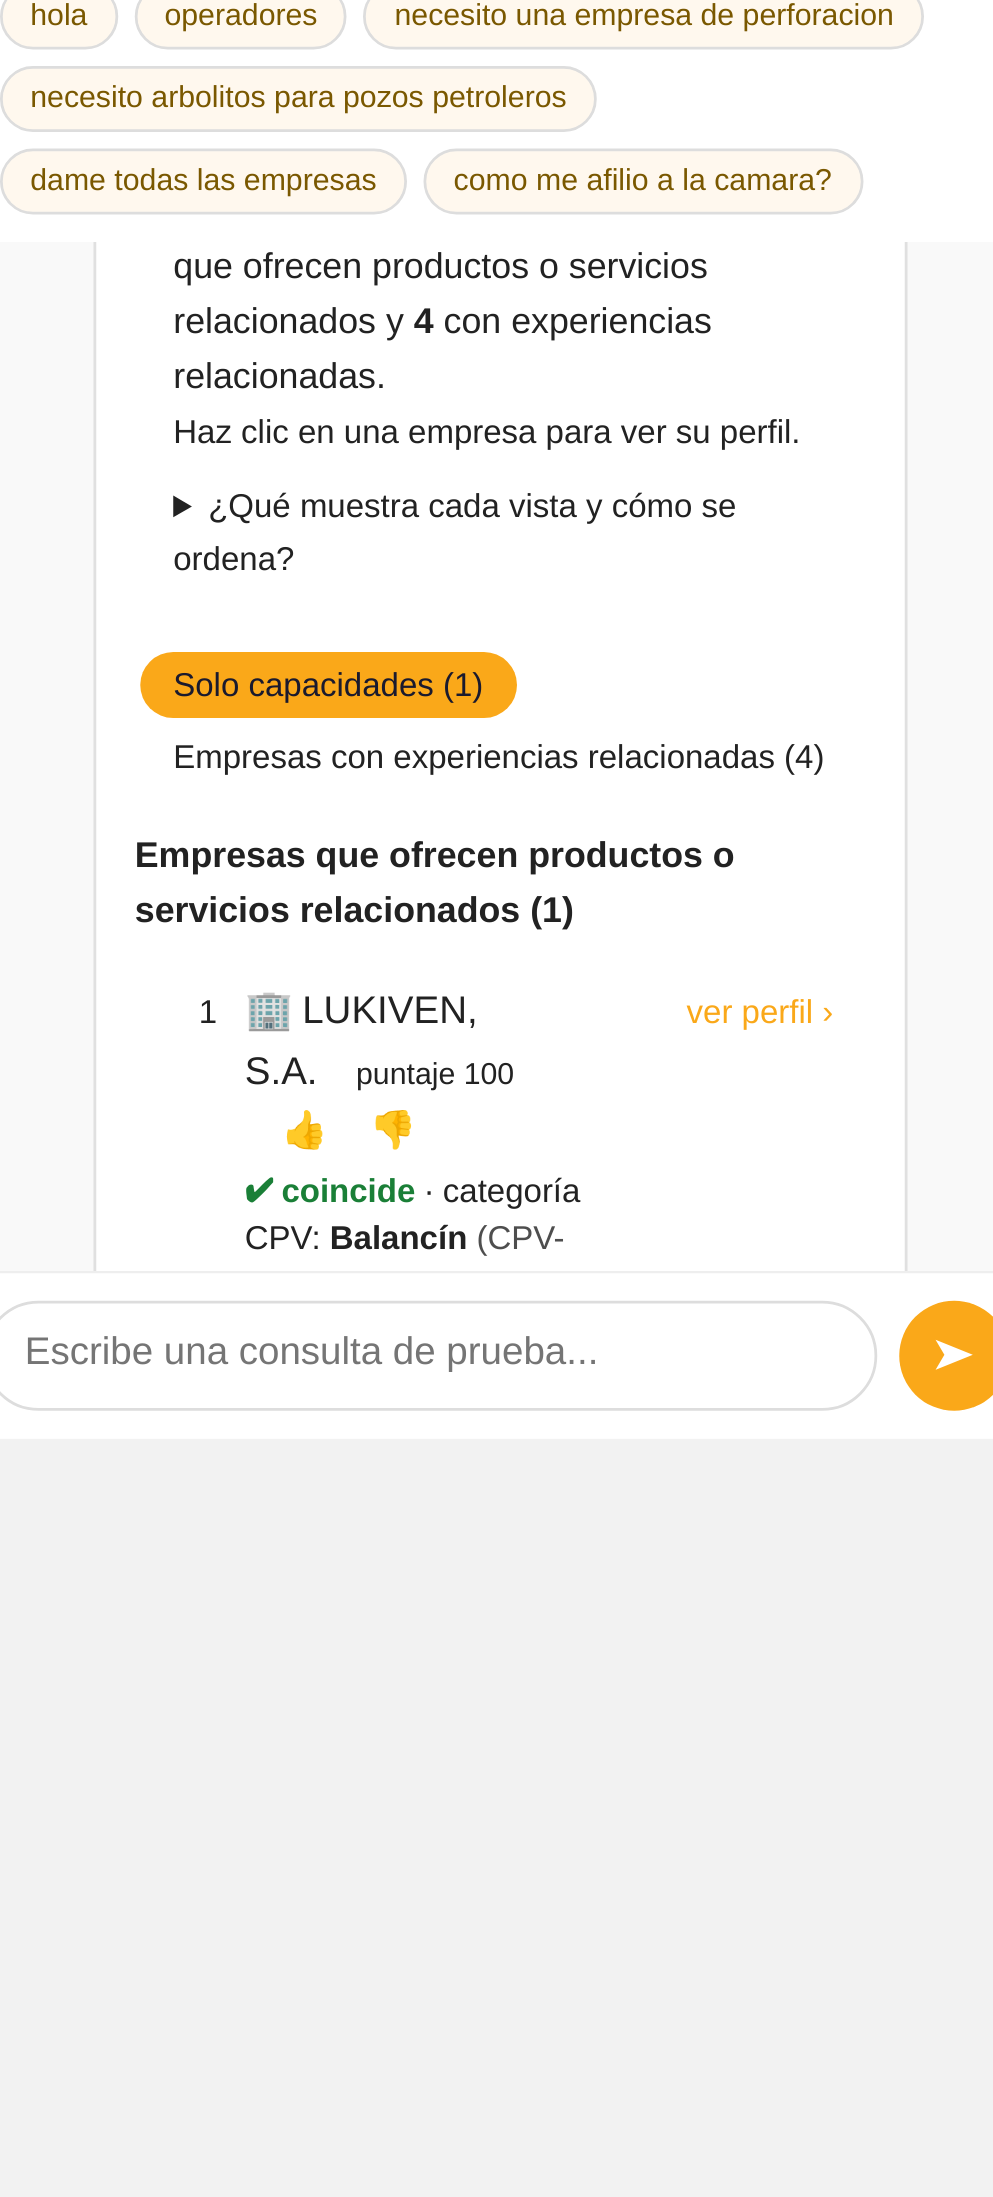 hola operadores necesito una empresa de perforacion
necesito arbolitos para pozos petroleros
dame todas las empresas como me afilio a la camara?
que ofrecen productos o servicios
relacionados y 4 con experiencias
relacionadas.
Haz clic en una empresa para ver su perfil.
▶ ¿Qué muestra cada vista y cómo se
ordena?
Solo capacidades (1)
Empresas con experiencias relacionadas (4)
Empresas que ofrecen productos o
servicios relacionados (1)
1 🏢 LUKIVEN, ver perfil ›
S.A. puntaje 100
👍 👎
✔ coincide · categoría
CPV: Balancín (CPV-
Escribe una consulta de prueba...